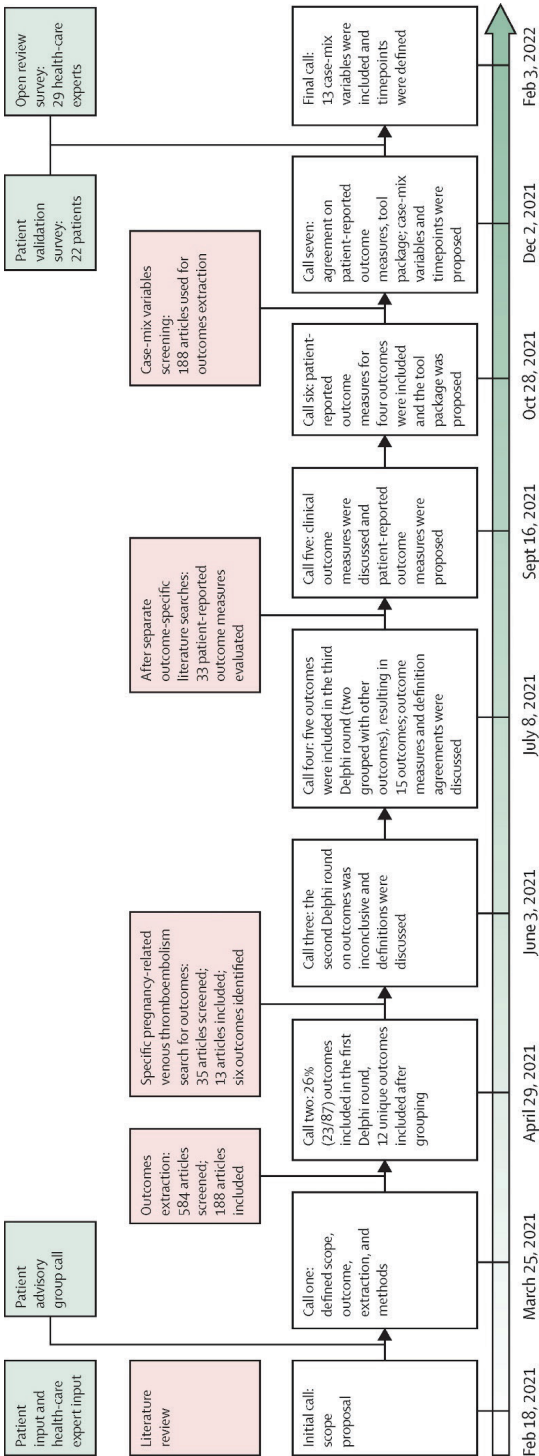 Patient
input and
health-care
expert input
Patient
advisory
group call
Patient
validation
survey:
22 patients
Open review
survey:
29 health-care
experts
Literature
review
Outcomes
extraction:
584 articles
screened;
188 articles
included
Specific pregnancy-related
venous thromboembolism
search for outcomes:
35 articles screened;
13 articles included;
six outcomes identified
After separate
outcome-specific
literature searches:
33 patient-reported
outcome measures
evaluated
Case-mix variables
screening:
188 articles used for
outcomes extraction
Initial call:
scope
proposal
Call one:
defined scope,
outcome,
extraction, and
methods
Call two: 26%
(23/87) outcomes
included in the first
Delphi round,
12 unique outcomes
included after
grouping
Call three: the
second Delphi round
on outcomes was
inconclusive and
definitions were
discussed
Call four: five outcomes
were included in the third
Delphi round (two
grouped with other
outcomes), resulting in
15 outcomes; outcome
measures and definition
agreements were
discussed
Call five: clinical
outcome
measures were
discussed and
patient-reported
outcome
measures were
proposed
Call six: patient-
reported
outcome
measures for
four outcomes
were included
and the tool
package was
proposed
Call seven:
agreement on
patient-reported
outcome
measures, tool
package; case-mix
variables and
timepoints were
proposed
Final call:
13 case-mix
variables were
included and
timepoints
were defined
Feb 18, 2021
March 25, 2021
April 29, 2021
June 3, 2021
July 8, 2021
Sept 16, 2021
Oct 28, 2021
Dec 2, 2021
Feb 3, 2022